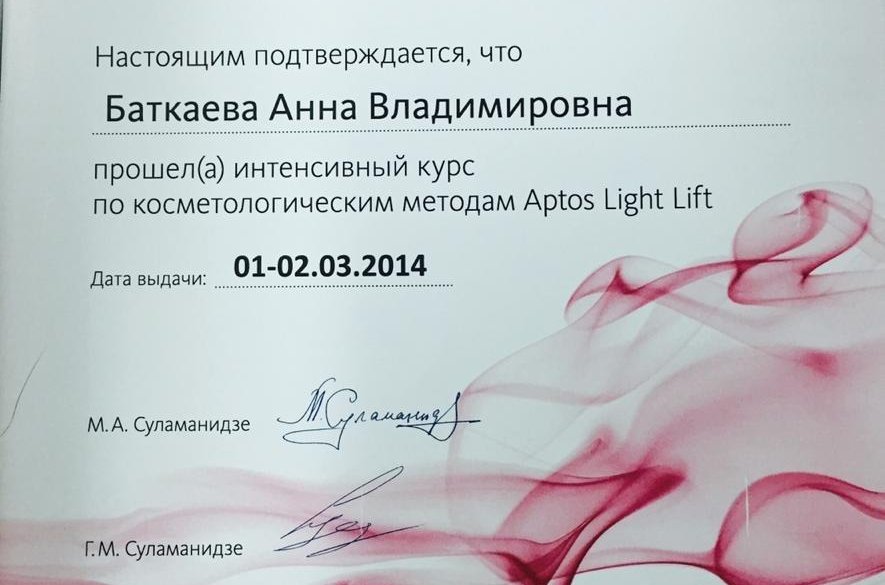 Настоящим подтверждается, что
Баткаева Анна Владимировна
прошел(а) интенсивный курс
по косметологическим методам Aptos Light Lift
Дата выдачи: 01-02.03.2014
М.А. Суламанидзе М Суламанидз
Г.М. Суламанидзе